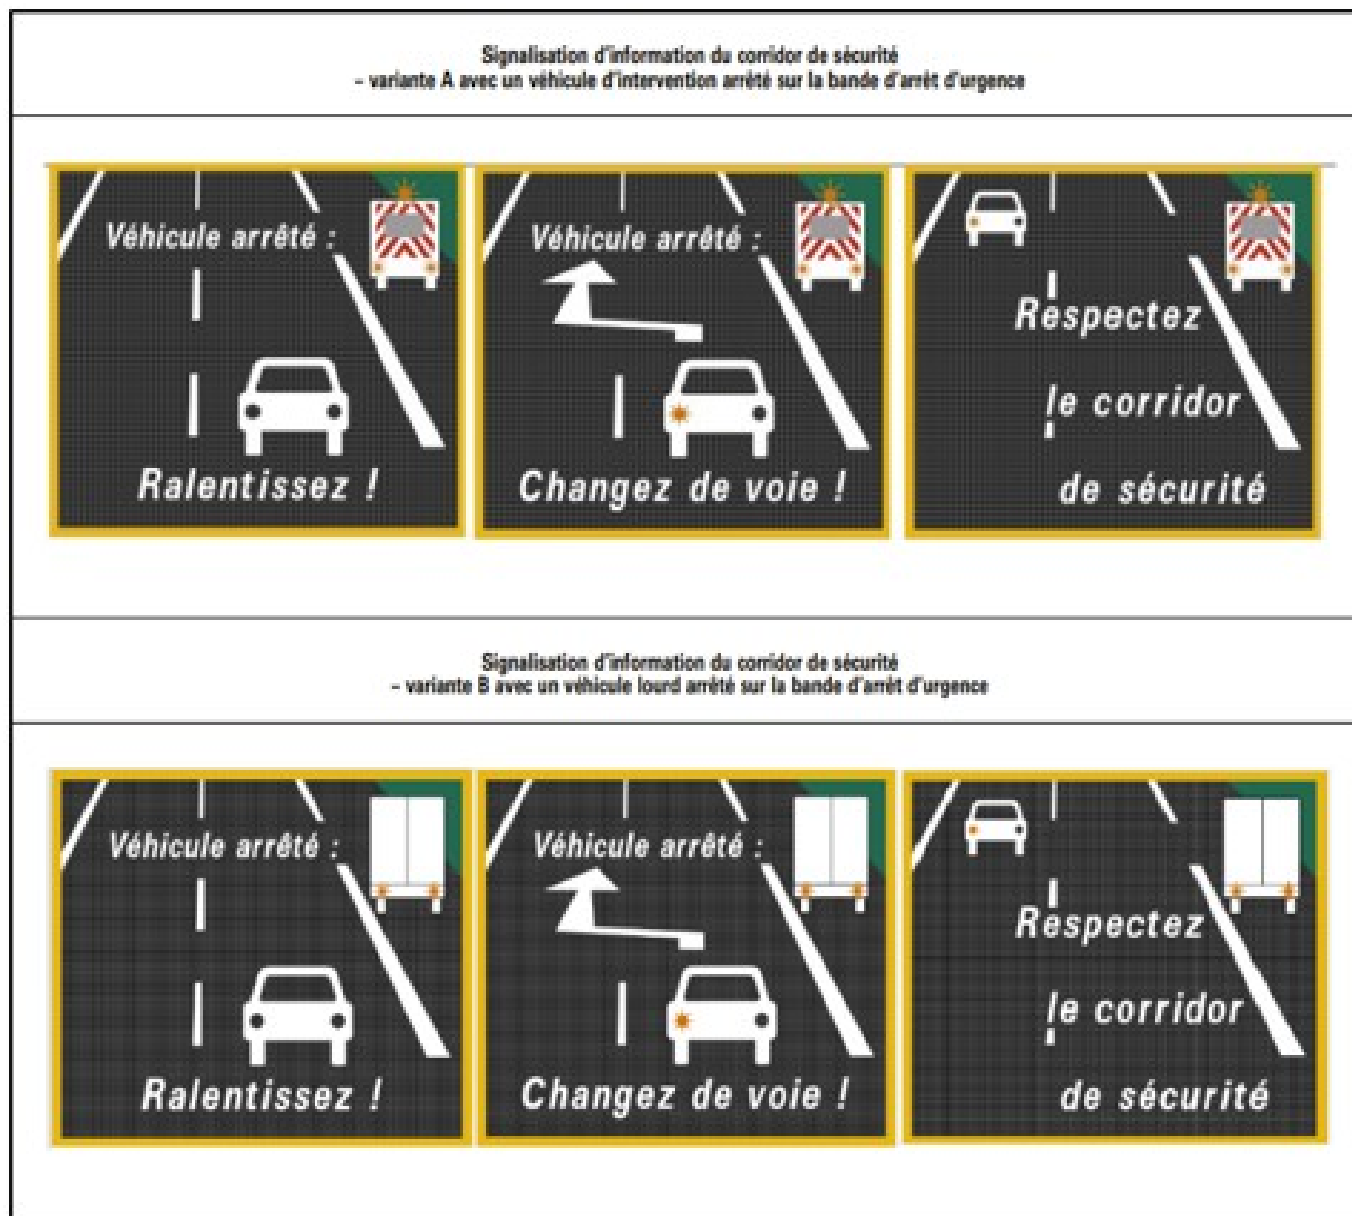 Signalisation d'information du corridor de sécurité
– variante A avec un véhicule d'intervention arrêté sur la bande d'arrêt d'urgence
Véhicule arrêté :
Ralentissez !
Véhicule arrêté :
Changez de voie !
Respectez
le corridor
de sécurité
Signalisation d'information du corridor de sécurité
– variante B avec un véhicule lourd arrêté sur la bande d'arrêt d'urgence
Véhicule arrêté :
Ralentissez !
Véhicule arrêté :
Changez de voie !
Respectez
le corridor
de sécurité